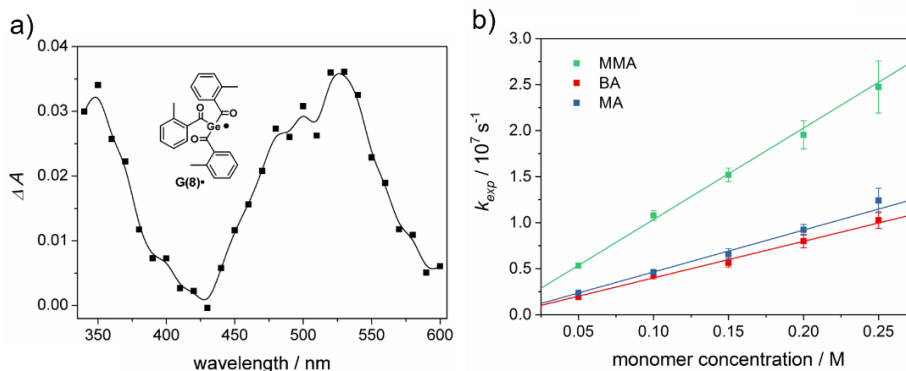 a)
0.04
0.03
0.02
0.01
0.00
Δ A
350
400
450
500
550
600
wavelength / nm
O
O
Ge•
O
G(8)•
b)
3.0
2.5
2.0
1.5
1.0
0.5
0.0
k_exp / 10⁷ s⁻¹
MMA
BA
MA
0.05
0.10
0.15
0.20
0.25
monomer concentration / M